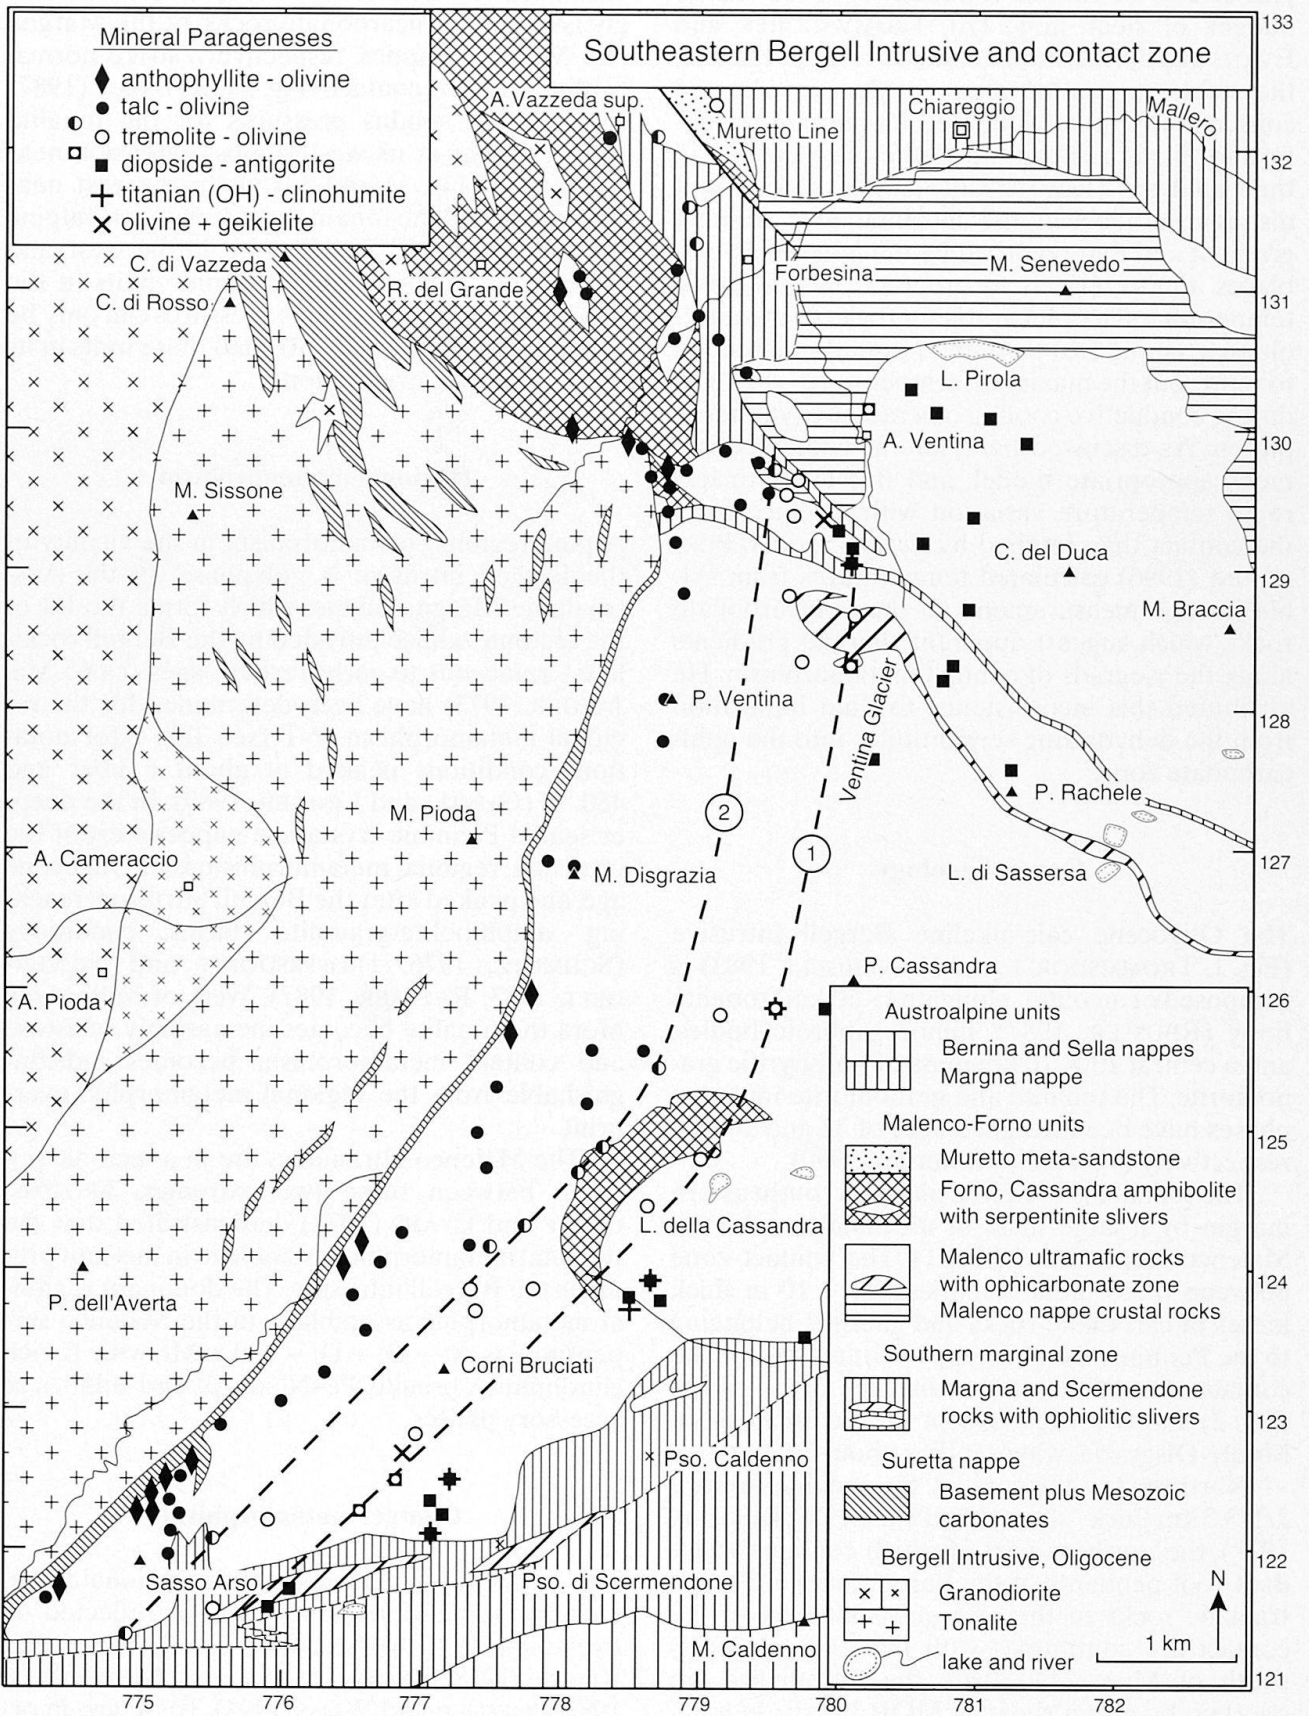 Mineral Parageneses
anthophyllite - olivine
talc - olivine
tremolite - olivine
diopside - antigorite
titanian (OH) - clinohumite
olivine + geikielite
Southeastern Bergell Intrusive and contact zone
A. Vazzeda sup.
Muretto Line
Chiareggio
Mallero
C. di Vazzeda
C. di Rosso
R. del Grande
Forbesina
M. Senevedo
L. Pirola
A. Ventina
M. Sissone
C. del Duca
M. Braccia
P. Ventina
Ventina Glacier
2
1
P. Rachele
M. Pioda
A. Cameraccio
M. Disgrazia
L. di Sassersa
P. Cassandra
A. Pioda
L. della Cassandra
P. dell'Averta
Corni Bruciati
Pso. Caldenno
Sasso Arso
Pso. di Scermendone
M. Caldenno
Austroalpine units
Bernina and Sella nappes
Margna nappe
Malenco-Forno units
Muretto meta-sandstone
Forno, Cassandra amphibolite
with serpentinite slivers
Malenco ultramafic rocks
with ophicarbonate zone
Malenco nappe crustal rocks
Southern marginal zone
Margna and Scermendone
rocks with ophiolitic slivers
Suretta nappe
Basement plus Mesozoic
carbonates
Bergell Intrusive, Oligocene
Granodiorite
Tonalite
lake and river
N
1 km
133
132
131
130
129
128
127
126
125
124
123
122
121
775
776
777
778
779
780
781
782